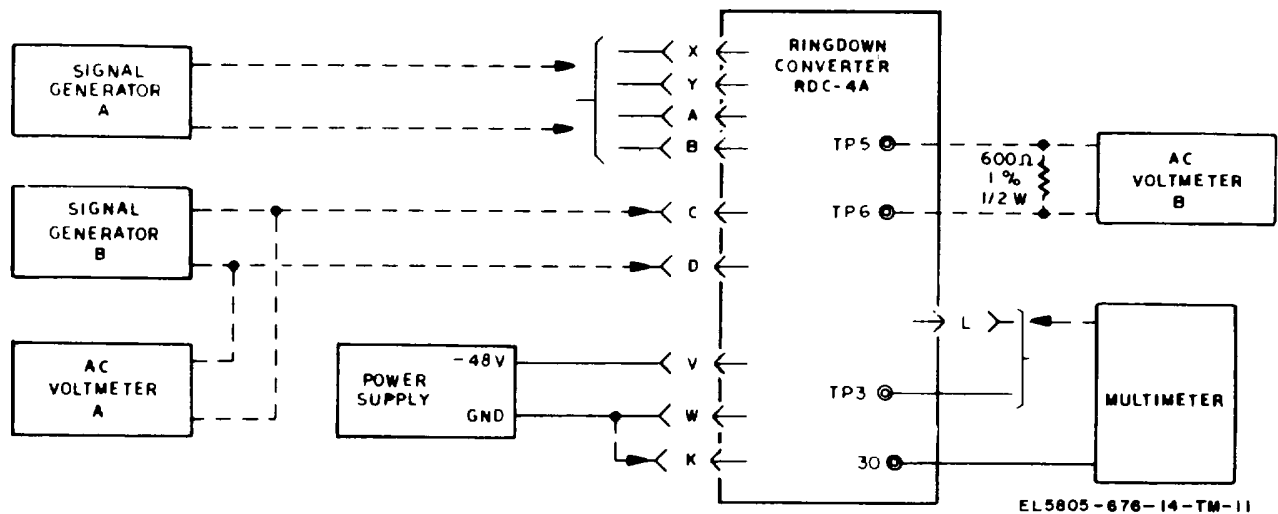 SIGNAL
GENERATOR
A
X
Y
A
B
RINGDOWN
CONVERTER
RDC-4A
TP5
600Ω
1 %
1/2 W
AC
VOLTMETER
B
SIGNAL
GENERATOR
B
C
D
TP6
AC
VOLTMETER
A
POWER
SUPPLY
-48V
GND
V
W
K
L
TP3
30
MULTIMETER
EL5805-676-14-TM-11